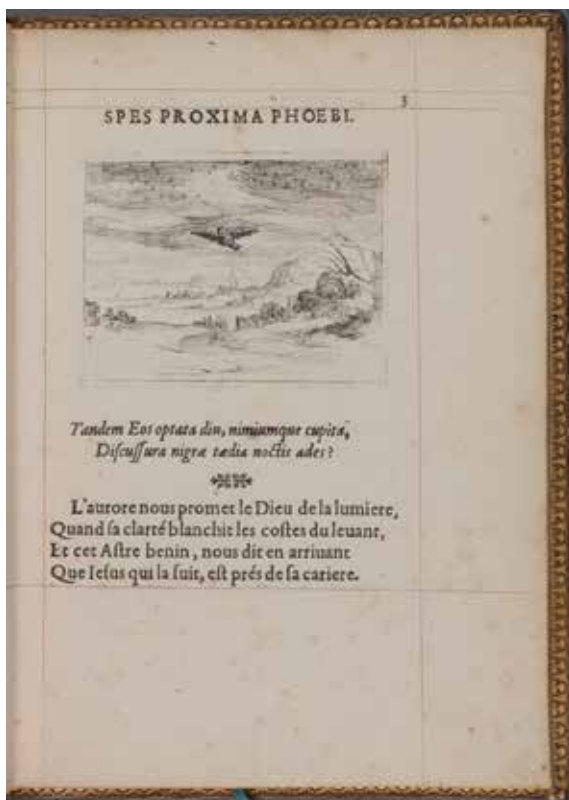 3
SPES PROXIMA PHOEBI.
Tandem Eos optata diu, nimiumque cupita,
Diſcuſſura nigræ tædia noctis ades?
L'aurore nous promet le Dieu de la lumiere,
Quand ſa clarté blanchit les coſtes du leuant,
Et cet Aſtre benin, nous dit en arriuant
Que Ieſus qui la ſuit, eſt prés de ſa cariere.